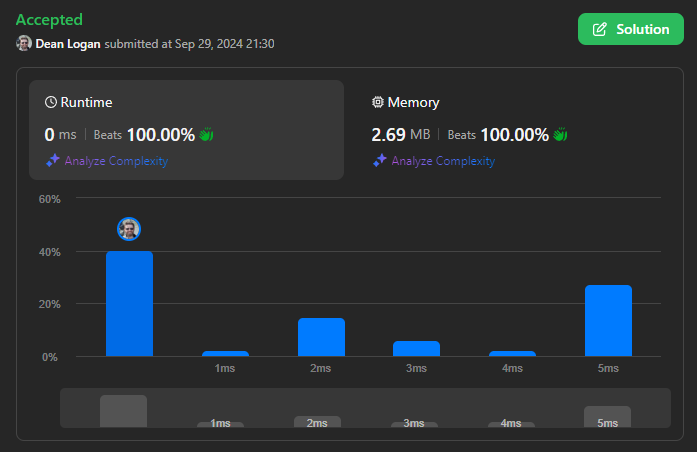 Accepted
Solution
Dean Logan submitted at Sep 29, 2024 21:30
Runtime
0 ms | Beats 100.00%
Analyze Complexity
Memory
2.69 MB | Beats 100.00%
Analyze Complexity
60%
40%
20%
0%
1ms 2ms 3ms 4ms 5ms
1ms 2ms 3ms 4ms 5ms